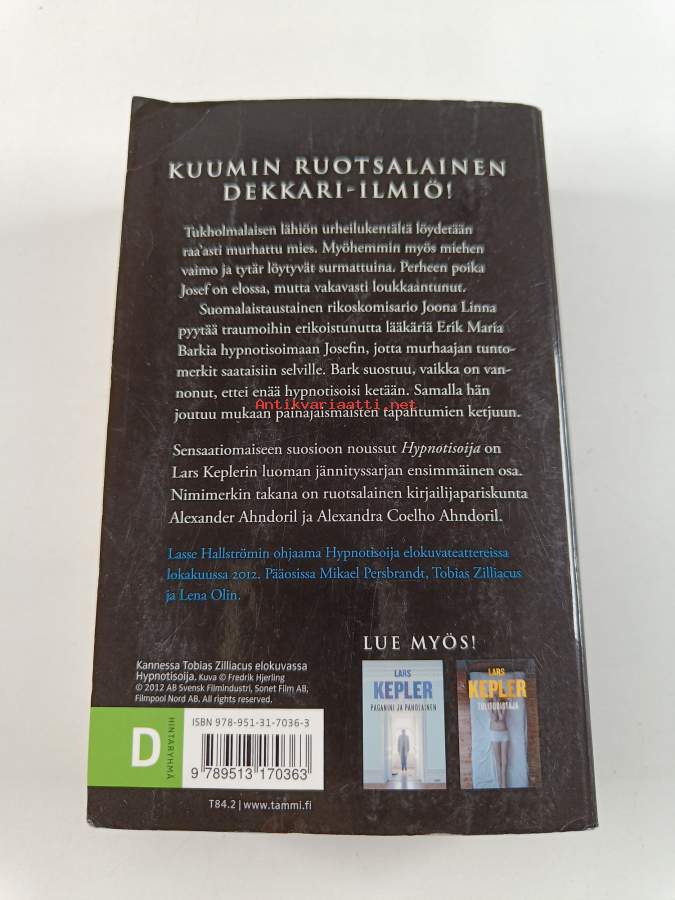 KUUMIN RUOTSALAINEN
DEKKARI-ILMIÖ!
Tukholmalaisen lähiön urheilukentältä löydetään
raa'asti murhattu mies. Myöhemmin myös miehen
vaimo ja tytär löytyvät surmattuina. Perheen poika
Josef on elossa, mutta vakavasti loukkaantunut.
Suomalaistaustainen rikoskomisario Joona Linna
pyytää traumoihin erikoistunutta lääkäriä Erik Maria
Barkia hypnotisoimaan Josefin, jotta murhaajan tunto-
merkit saataisiin selville. Bark suostuu, vaikka on van-
nonut, ettei enää hypnotisoisi ketään. Samalla hän
Antikvariaatti.net
joutuu mukaan painajaismaisten tapahtumien ketjuun.
Sensaatiomaiseen suosioon noussut Hypnotisoija on
Lars Keplerin luoman jännityssarjan ensimmäinen osa.
Nimimerkin takana on ruotsalainen kirjailijapariskunta
Alexander Ahndoril ja Alexandra Coelho Ahndoril.
Lasse Hallströmin ohjaama Hypnotisoija elokuvateattereissa
lokakuussa 2012. Pääosissa Mikael Persbrandt, Tobias Zilliacus
ja Lena Olin.
LUE MYÖS!
Kannessa Tobias Zilliacus elokuvassa
Hypnotisoija. Kuva © Fredrik Hjerling
© 2012 AB Svensk Filmindustri, Sonet Film AB,
Filmpool Nord AB. All rights reserved.
LARS
KEPLER
PAGANINI JA PAHOLAINEN
LARS
KEPLER
TULITODISTAJA
D
HINTARYHMÄ
ISBN 978-951-31-7036-3
9 789513 170363
T84.2 | www.tammi.fi